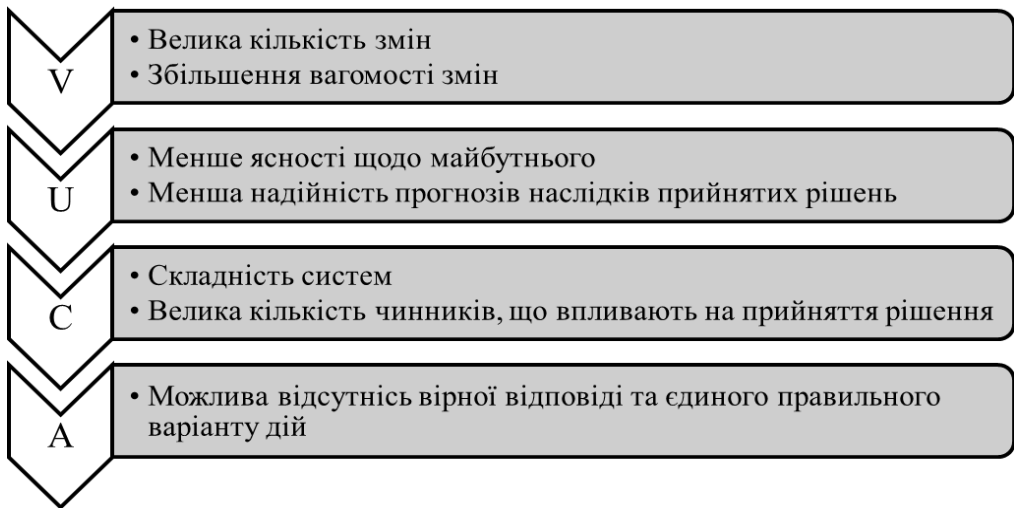 V
• Велика кількість змін
• Збільшення вагомості змін
U
• Менше ясності щодо майбутнього
• Менша надійність прогнозів наслідків прийнятих рішень
C
• Складність систем
• Велика кількість чинників, що впливають на прийняття рішення
A
• Можлива відсутнісь вірної відповіді та єдиного правильного
варіанту дій